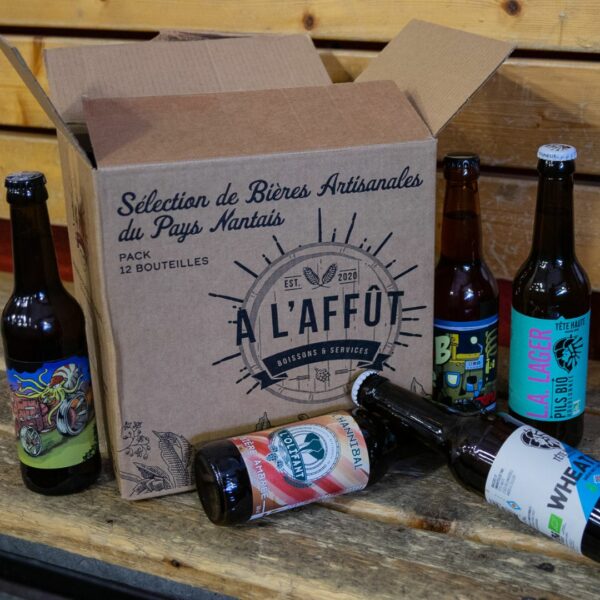 Sélection de Bières Artisanales
du Pays Nantais
PACK
12 BOUTEILLES
EST. 2020
A L'AFFÛT
BOISSONS & SERVICES
TÊTE HAUTE
L.A. LAGER
PILS BIO
HANNIBAL
L'OLIFANT
WHEAT